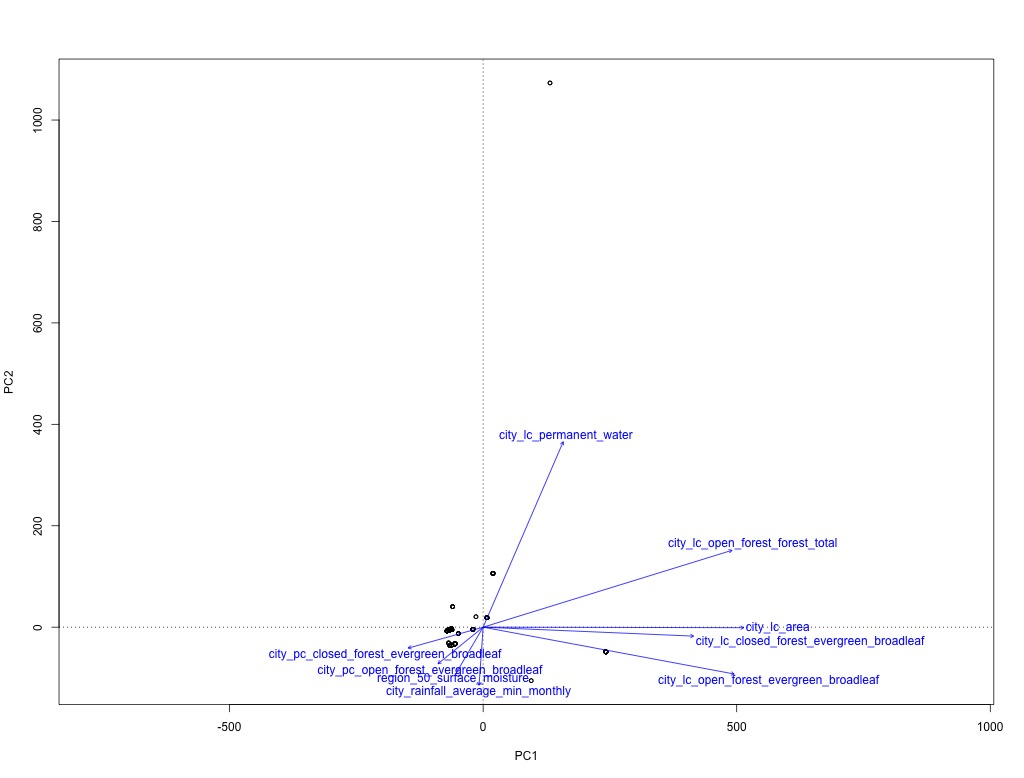 1000
800
600
400
200
0
PC2
city_lc_permanent_water
city_lc_open_forest_forest_total
city_lc_area
city_lc_closed_forest_evergreen_broadleaf
city_pc_closed_forest_evergreen_broadleaf
city_pc_open_forest_evergreen_broadleaf
region_50_surface_moisture
city_lc_open_forest_evergreen_broadleaf
city_rainfall_average_min_monthly
-500 0 500 1000
PC1